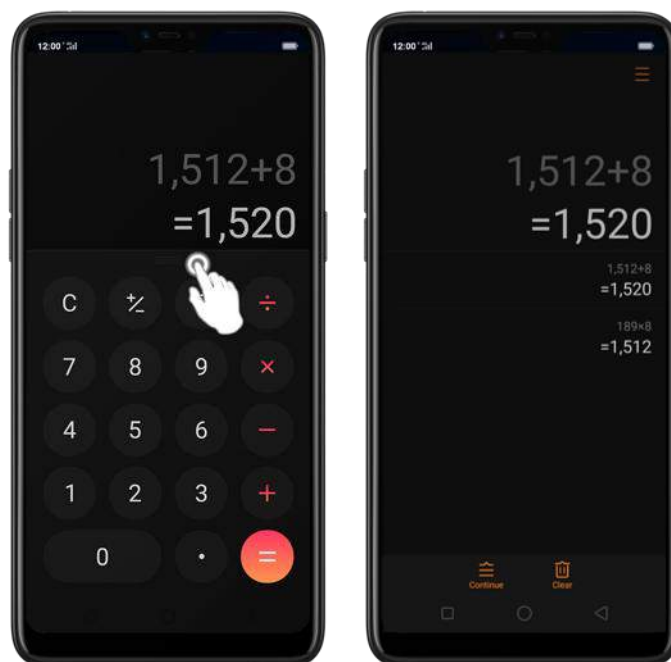 12:00
1,512+8
=1,520
C +/− ÷
7 8 9 ×
4 5 6 −
1 2 3 +
0 . =
12:00
1,512+8
=1,520
1,512+8
=1,520
189×8
=1,512
Continue Clear